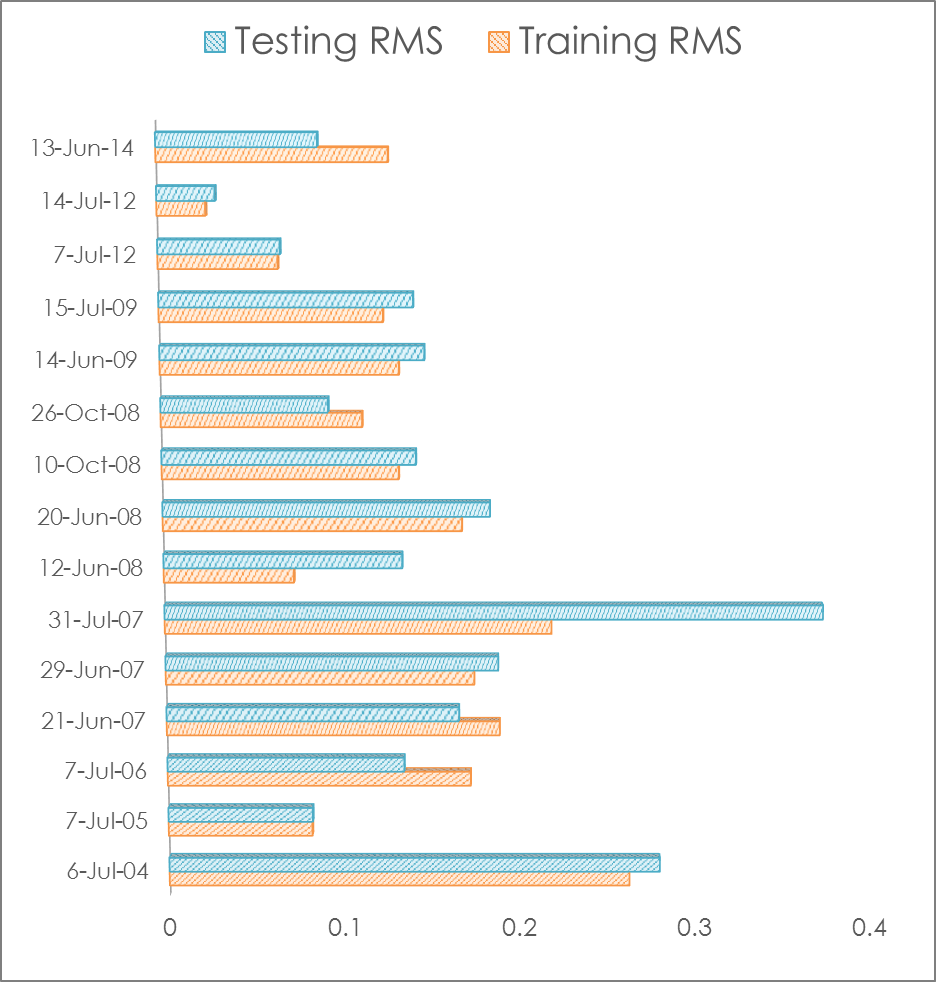 Testing RMS Training RMS
13-Jun-14
14-Jul-12
7-Jul-12
15-Jul-09
14-Jun-09
26-Oct-08
10-Oct-08
20-Jun-08
12-Jun-08
31-Jul-07
29-Jun-07
21-Jun-07
7-Jul-06
7-Jul-05
6-Jul-04
0 0.1 0.2 0.3 0.4